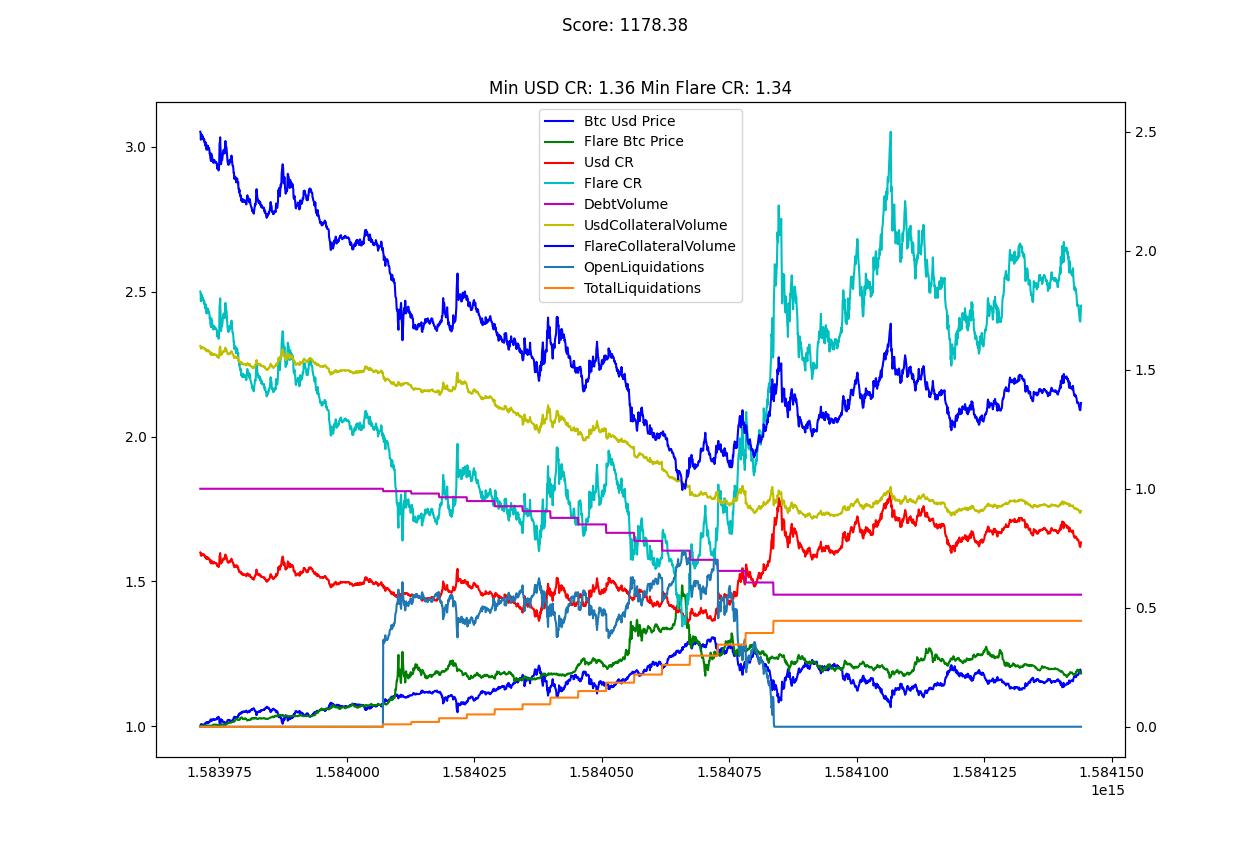 Score: 1178.38
Min USD CR: 1.36 Min Flare CR: 1.34
Btc Usd Price
Flare Btc Price
Usd CR
Flare CR
DebtVolume
UsdCollateralVolume
FlareCollateralVolume
OpenLiquidations
TotalLiquidations
3.0
2.5
2.0
1.5
1.0
2.5
2.0
1.5
1.0
0.5
0.0
1.583975 1.584000 1.584025 1.584050 1.584075 1.584100 1.584125 1.584150
1e15